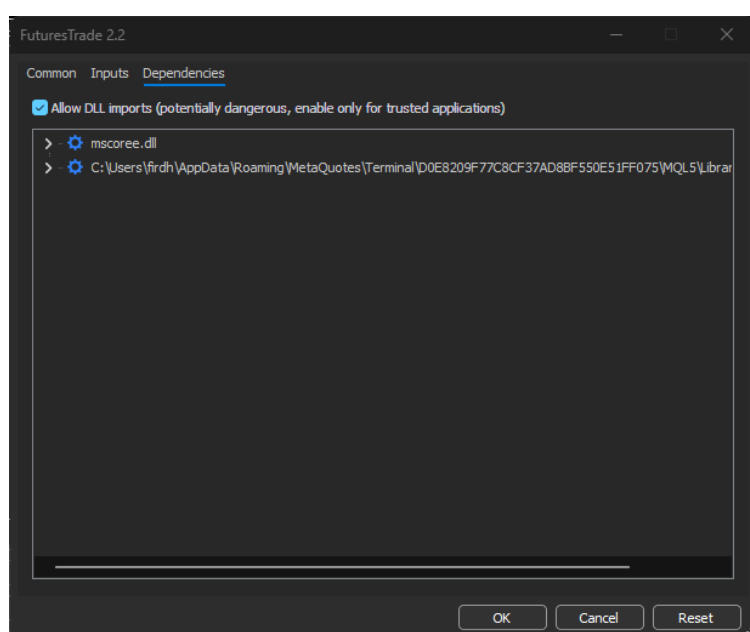 FuturesTrade 2.2
Common Inputs Dependencies
Allow DLL imports (potentially dangerous, enable only for trusted applications)
mscoree.dll
C:\Users\firdh\AppData\Roaming\MetaQuotes\Terminal\D0E8209F77C8CF37AD8BF550E51FF075\MQL5\Librar
OK Cancel Reset